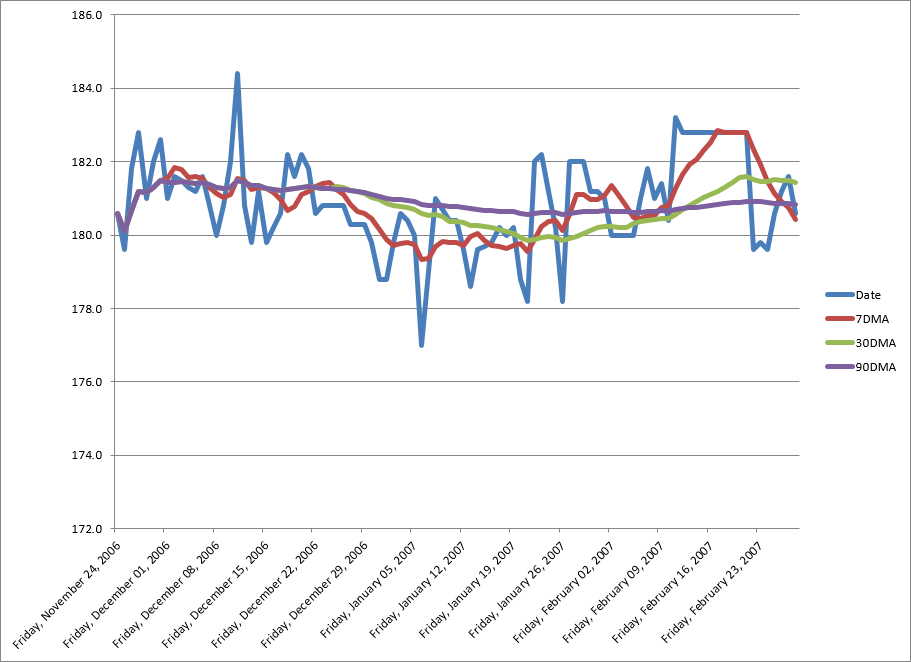 186.0
184.0
182.0
180.0
178.0
176.0
174.0
172.0
Friday, November 24, 2006
Friday, December 01, 2006
Friday, December 08, 2006
Friday, December 15, 2006
Friday, December 22, 2006
Friday, December 29, 2006
Friday, January 05, 2007
Friday, January 12, 2007
Friday, January 19, 2007
Friday, January 26, 2007
Friday, February 02, 2007
Friday, February 09, 2007
Friday, February 16, 2007
Friday, February 23, 2007
Date
7DMA
30DMA
90DMA